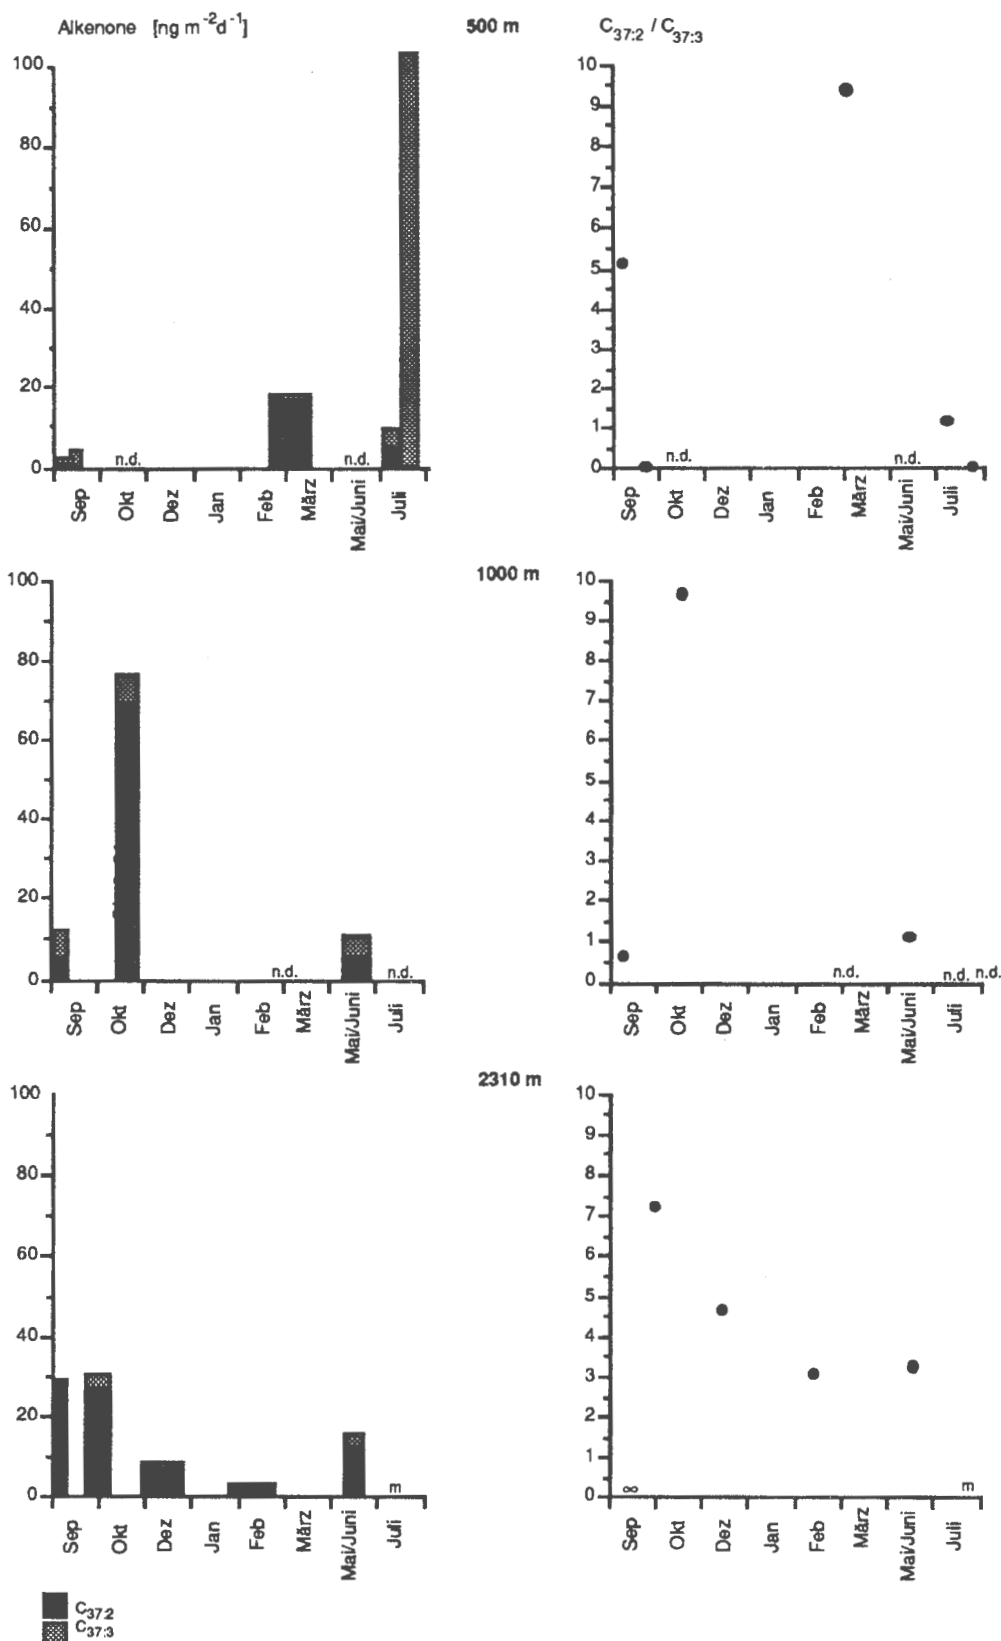 Alkenone [ng m⁻²d⁻¹]
500 m
C37:2 / C37:3
100
80
60
40
20
0
n.d.
n.d.
Sep
Okt
Dez
Jan
Feb
März
Mai/Juni
Juli
10
9
8
7
6
5
4
3
2
1
0
n.d.
n.d.
Sep
Okt
Dez
Jan
Feb
März
Mai/Juni
Juli
1000 m
100
80
60
40
20
0
n.d.
n.d.
Sep
Okt
Dez
Jan
Feb
März
Mai/Juni
Juli
10
9
8
7
6
5
4
3
2
1
0
n.d.
n.d.
n.d.
Sep
Okt
Dez
Jan
Feb
März
Mai/Juni
Juli
2310 m
100
80
60
40
20
0
m
Sep
Okt
Dez
Jan
Feb
März
Mai/Juni
Juli
10
9
8
7
6
5
4
3
2
1
0
∞
m
Sep
Okt
Dez
Jan
Feb
März
Mai/Juni
Juli
C37:2
C37:3